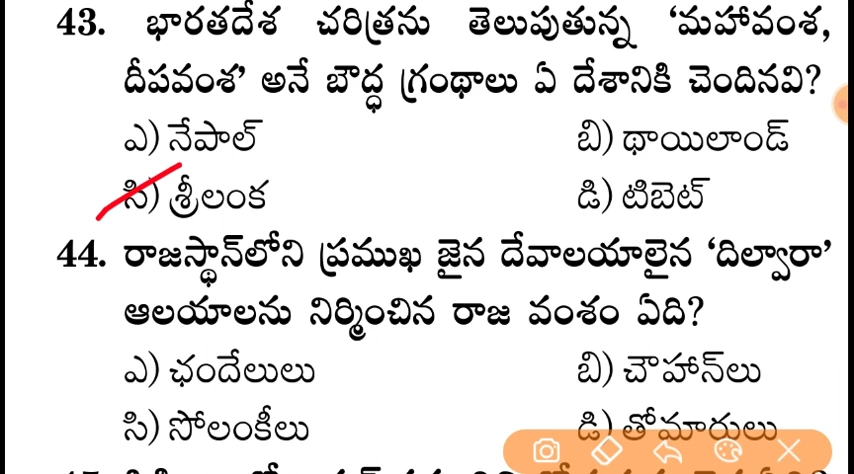 43. భారతదేశ చరిత్రను తెలుపుతున్న ‘మహావంశ,
దీపవంశ’ అనే బౌద్ధ గ్రంథాలు ఏ దేశానికి చెందినవి?
ఎ) నేపాల్ బి) థాయిలాండ్
సి) శ్రీలంక డి) టిబెట్
44. రాజస్థాన్‌లోని ప్రముఖ జైన దేవాలయాలైన ‘దిల్వారా’
ఆలయాలను నిర్మించిన రాజ వంశం ఏది?
ఎ) ఛందేలులు బి) చౌహాన్‌లు
సి) సోలంకీలు డి) తోమారులు